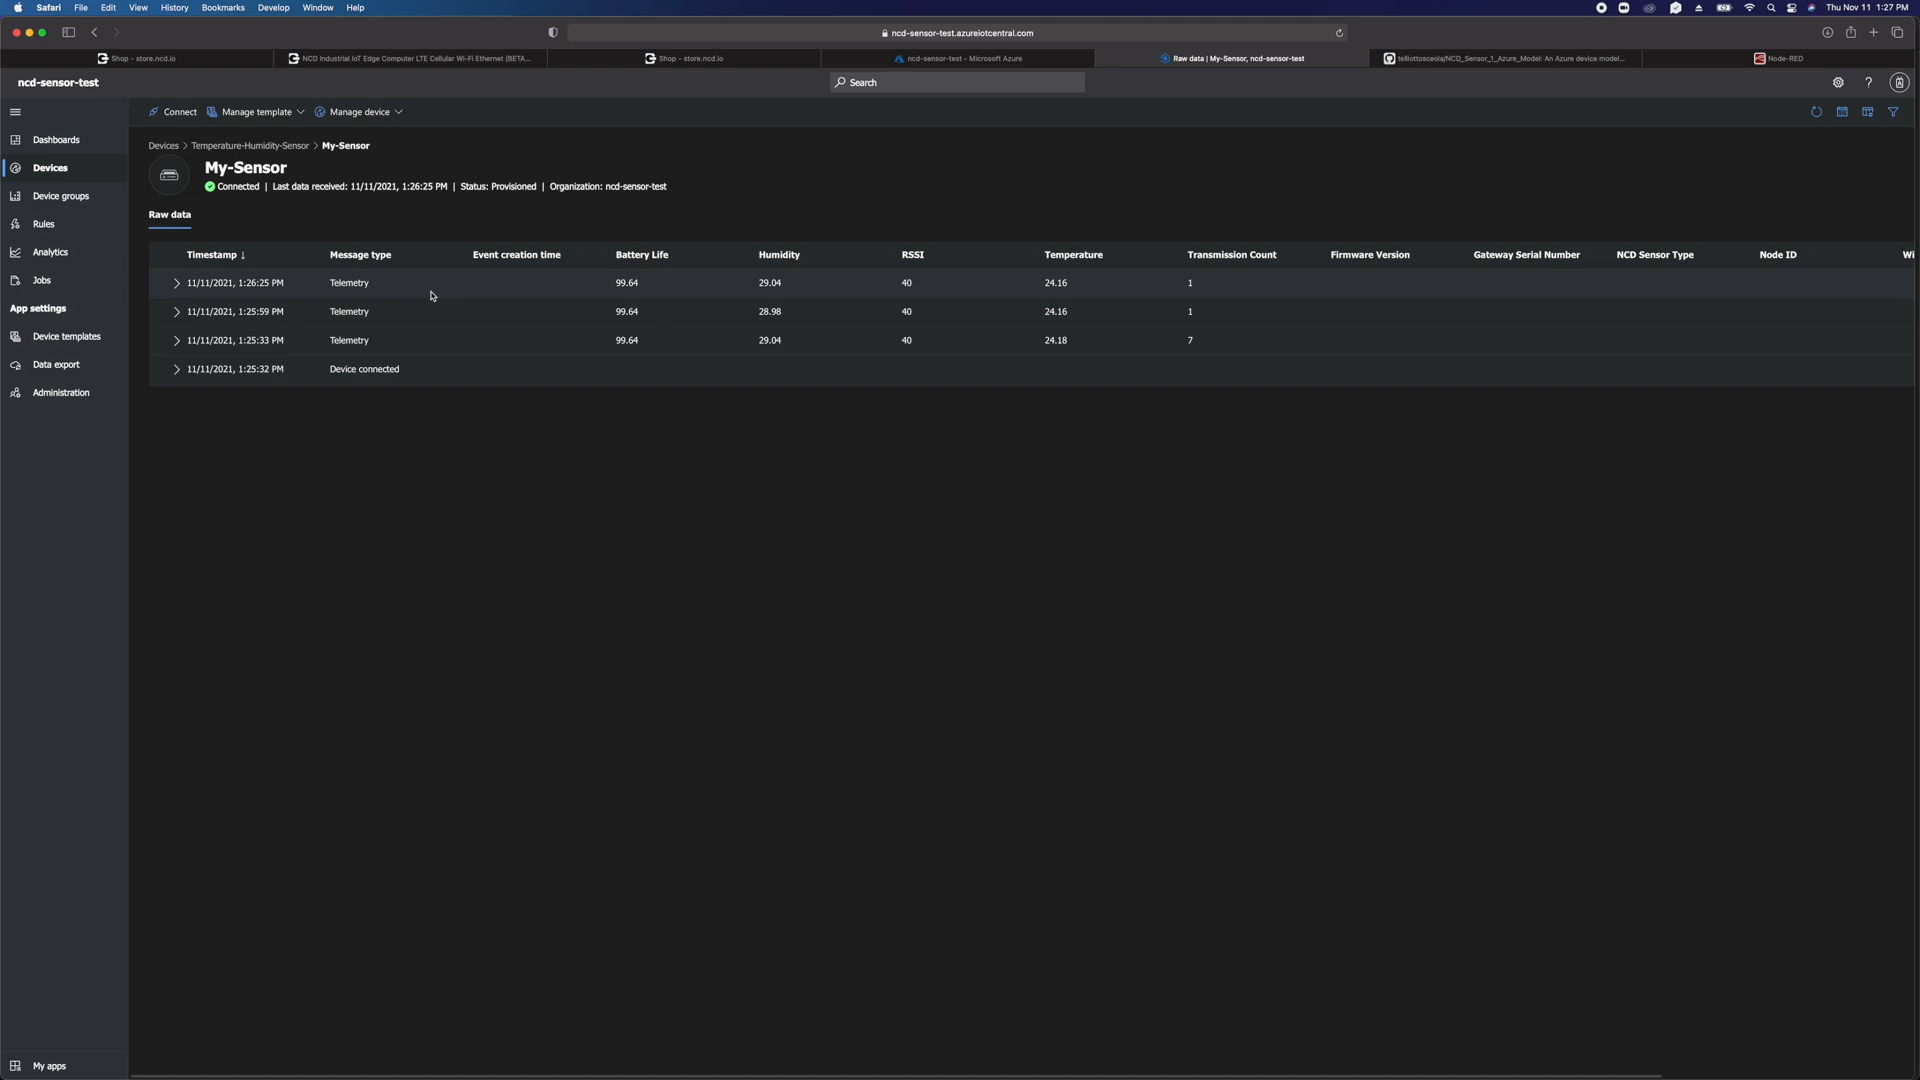 Safari File Edit View History Bookmarks Develop Window Help Thu Nov 11 1:27 PM
ncd-sensor-test.azureiotcentral.com
Shop - store.ncd.io NCD Industrial IoT Edge Computer LTE Cellular Wi-Fi Ethernet (BETA... Shop - store.ncd.io ncd-sensor-test - Microsoft Azure Raw data | My-Sensor, ncd-sensor-test telliottosceola/NCD_Sensor_1_Azure_Model: An Azure device model... Node-RED
ncd-sensor-test Search ?
Connect Manage template Manage device
Dashboards
Devices
Device groups
Rules
Analytics
Jobs
App settings
Device templates
Data export
Administration
My apps
Devices > Temperature-Humidity-Sensor > My-Sensor
My-Sensor
Connected | Last data received: 11/11/2021, 1:26:25 PM | Status: Provisioned | Organization: ncd-sensor-test
Raw data
Timestamp ↓ Message type Event creation time Battery Life Humidity RSSI Temperature Transmission Count Firmware Version Gateway Serial Number NCD Sensor Type Node ID Wi
11/11/2021, 1:26:25 PM Telemetry 99.64 29.04 40 24.16 1
11/11/2021, 1:25:59 PM Telemetry 99.64 28.98 40 24.16 1
11/11/2021, 1:25:33 PM Telemetry 99.64 29.04 40 24.18 7
11/11/2021, 1:25:32 PM Device connected